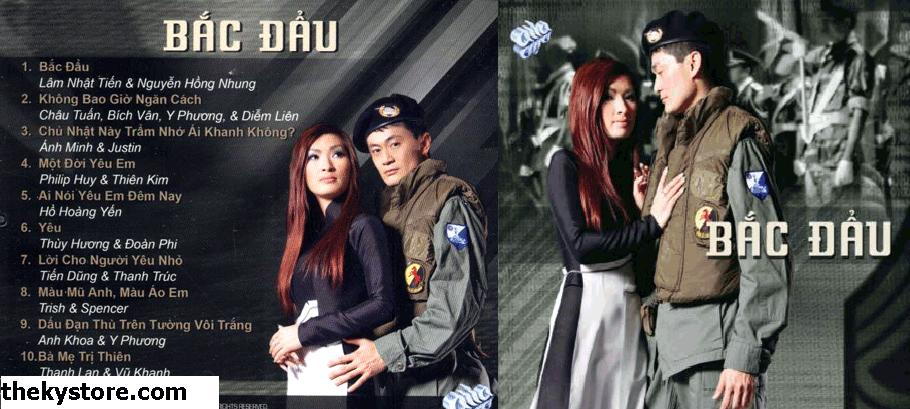 BẮC ĐẨU
1. Bắc Đẩu
Lâm Nhật Tiến & Nguyễn Hồng Nhung
2. Không Bao Giờ Ngăn Cách
Châu Tuấn, Bích Vân, Y Phương, & Diễm Liên
3. Chủ Nhật Này Trầm Nhớ Ái Khanh Không?
Ánh Minh & Justin
4. Một Đời Yêu Em
Philip Huy & Thiên Kim
5. Ai Nói Yêu Em Đêm Nay
Hồ Hoàng Yến
6. Yêu
Thùy Hương & Đoàn Phi
7. Lời Cho Người Yêu Nhỏ
Tiến Dũng & Thanh Trúc
8. Màu Mũ Anh, Màu Áo Em
Trish & Spencer
9. Dấu Đạn Thù Trên Tường Vôi Trắng
Anh Khoa & Y Phương
10. Bà Mẹ Trị Thiên
Thanh Lan & Vũ Khanh
thekystore.com
RESERVED.
BẮC ĐẨU